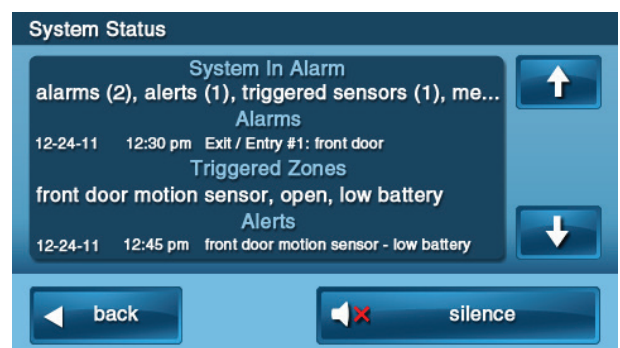 System Status
System In Alarm
alarms (2), alerts (1), triggered sensors (1), me...
Alarms
12-24-11 12:30 pm Exit / Entry #1: front door
Triggered Zones
front door motion sensor, open, low battery
Alerts
12-24-11 12:45 pm front door motion sensor - low battery
back silence